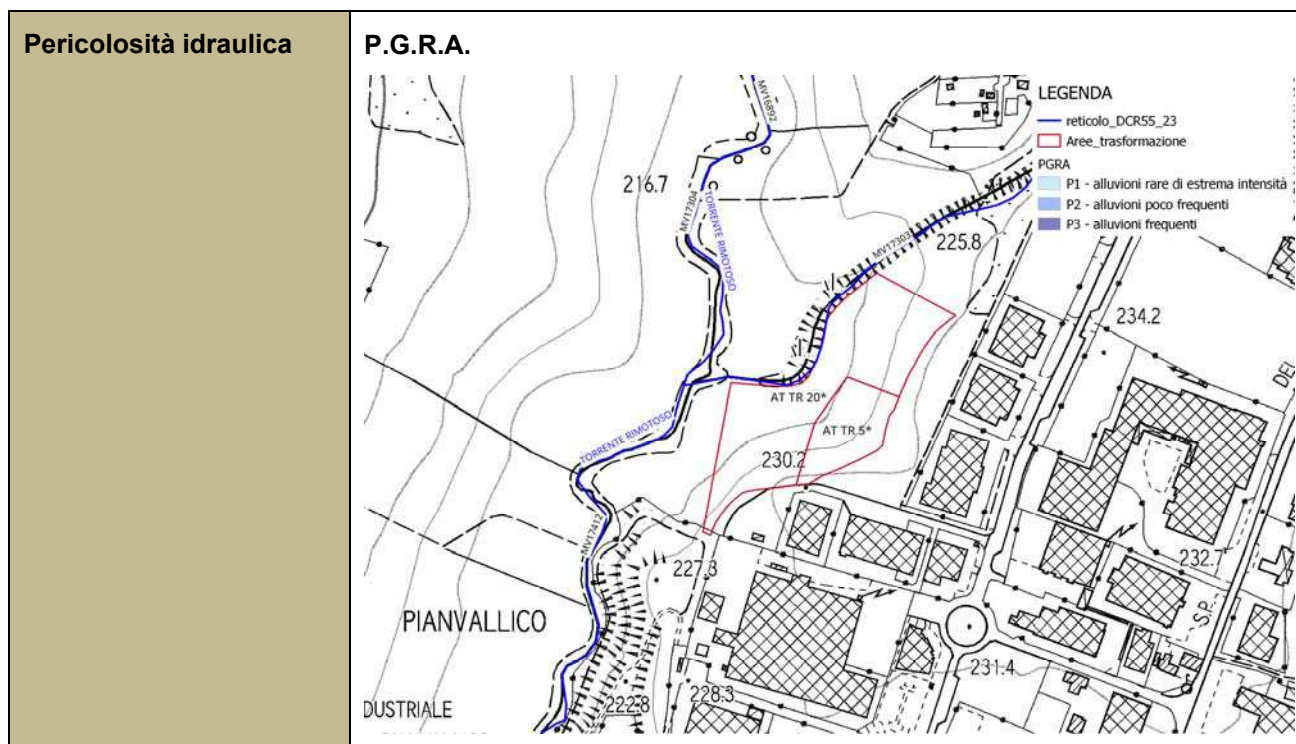 Pericolosità idraulica
P.G.R.A.
LEGENDA
reticolo_DCR55_23
Aree_trasformazione
PGRA
P1 - alluvioni rare di estrema intensità
P2 - alluvioni poco frequenti
P3 - alluvioni frequenti
MV16892
216.7
MV17304
TORRENTE RIMOTOSO
MV17303
225.8
234.2
DEL
AT TR 20*
AT TR 5*
TORRENTE RIMOTOSO
230.2
MV17412
227.3
232.7
S.P.
PIANVALLICO
231.4
222.8
228.3
DUSTRIALE